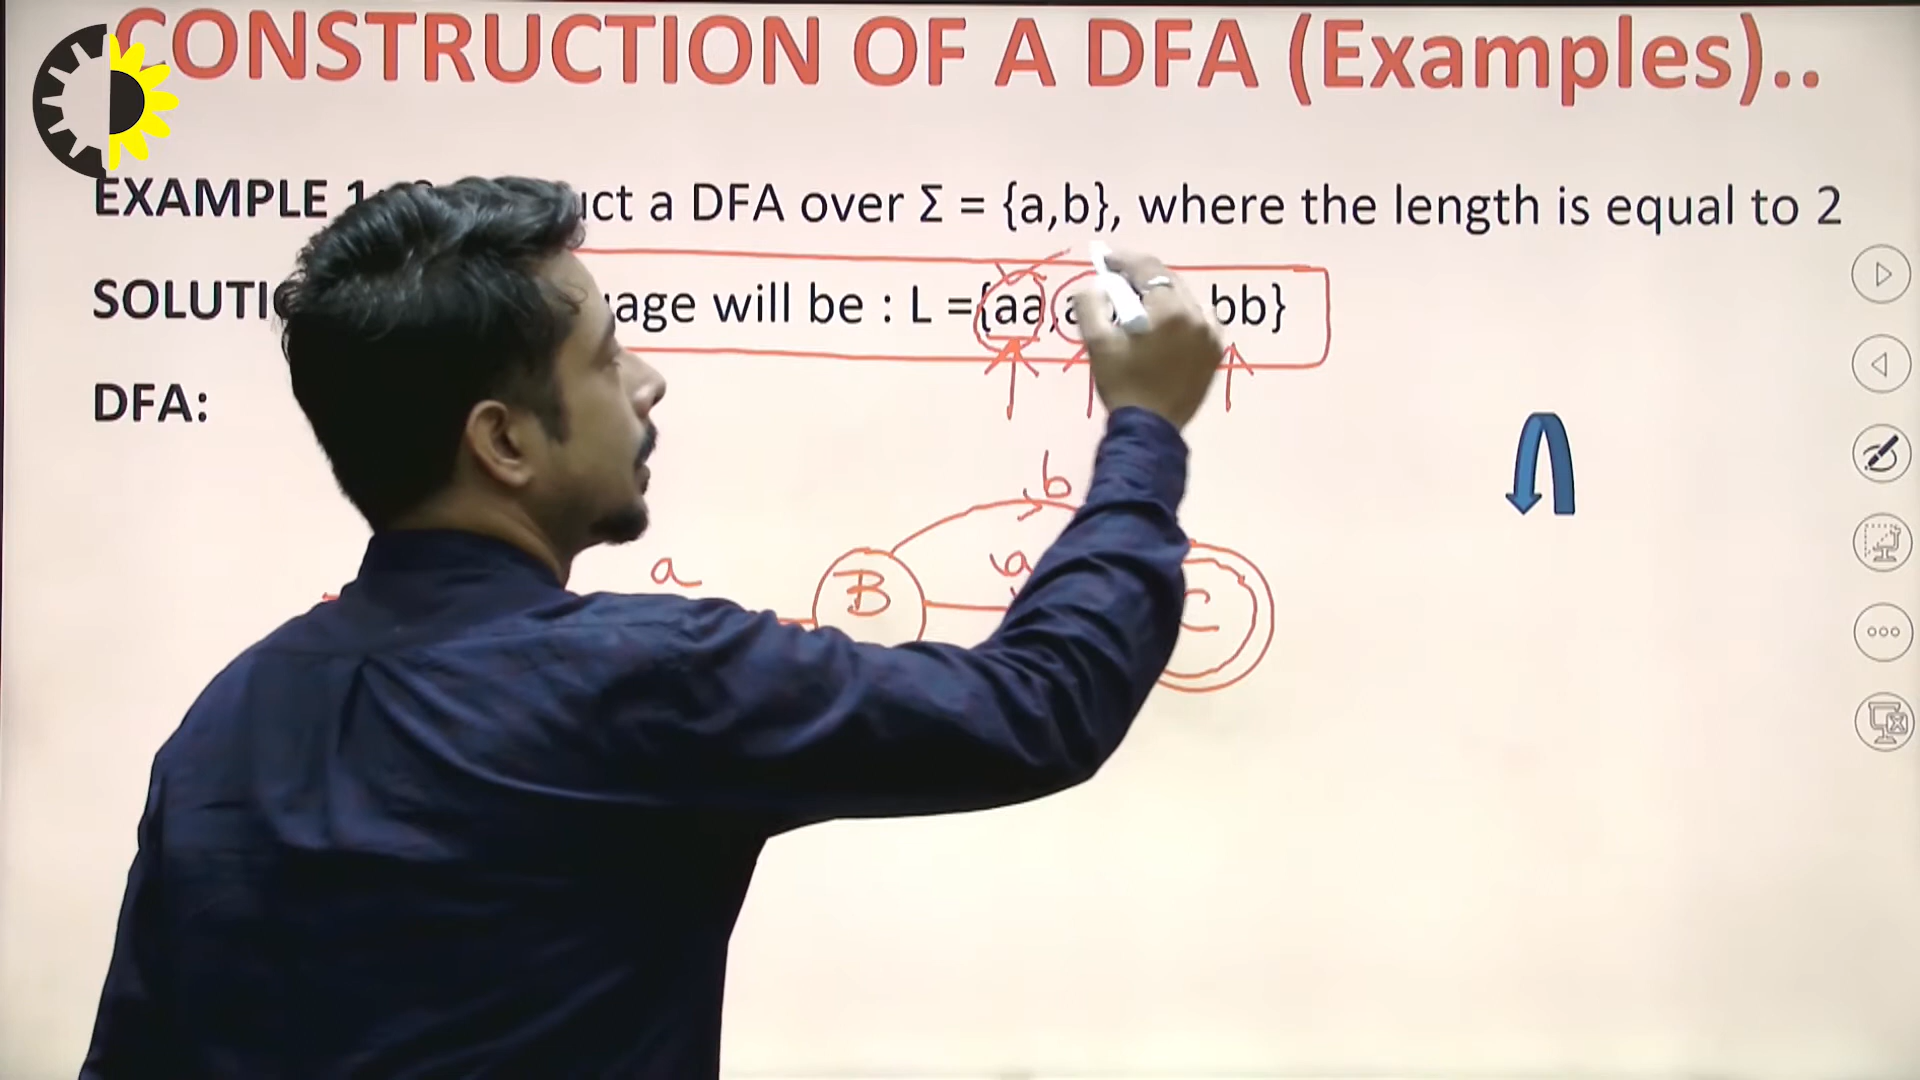 CONSTRUCTION OF A DFA (Examples)..
EXAMPLE 1: uct a DFA over Σ = {a,b}, where the length is equal to 2
SOLUTI age will be : L ={aa, bb}
DFA:
b
a a
B C